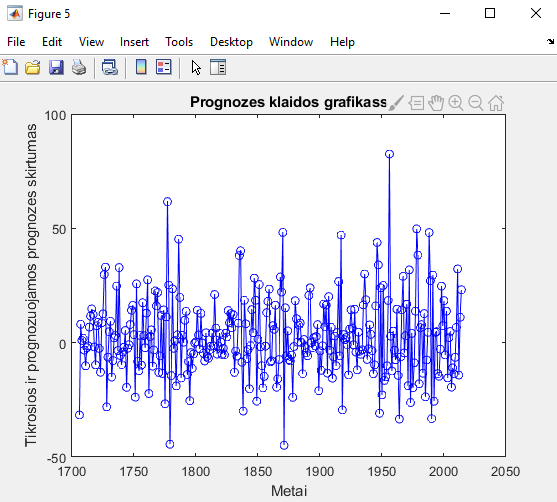 Figure 5
File Edit View Insert Tools Desktop Window Help
Prognozes klaidos grafikass
Tikrosios ir prognozuojamos prognozes skirtumas
100
50
0
-50
1700 1750 1800 1850 1900 1950 2000 2050
Metai